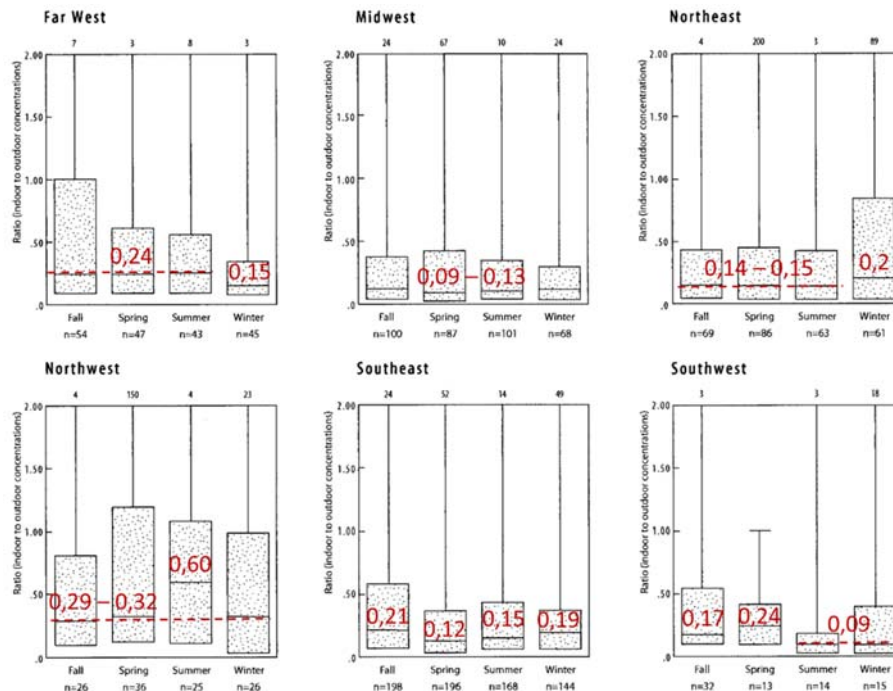 Far West
Midwest
Northeast
7 3 8 3
24 67 10 24
4 200 3 89
Ratio (indoor to outdoor concentrations)
2.00
1.50
1.00
.50
.0
0,24
0,15
Ratio (indoor to outdoor concentrations)
2.00
1.50
1.00
.50
.0
0,09 – 0,13
Ratio (indoor to outdoor concentrations)
2.00
1.50
1.00
.50
.0
0,14 – 0,15
0,2
Fall Spring Summer Winter
n=54 n=47 n=43 n=45
Fall Spring Summer Winter
n=100 n=87 n=101 n=68
Fall Spring Summer Winter
n=69 n=86 n=63 n=61
Northwest
Southeast
Southwest
4 150 4 23
24 52 14 49
3 3 18
Ratio (indoor to outdoor concentrations)
2.00
1.50
1.00
.50
.0
0,29 – 0,32
0,60
Ratio (indoor to outdoor concentrations)
2.00
1.50
1.00
.50
.0
0,21
0,12
0,15
0,19
Ratio (indoor to outdoor concentrations)
2.00
1.50
1.00
.50
.0
0,17
0,24
0,09
Fall Spring Summer Winter
n=26 n=36 n=25 n=26
Fall Spring Summer Winter
n=198 n=196 n=168 n=144
Fall Spring Summer Winter
n=32 n=13 n=14 n=15